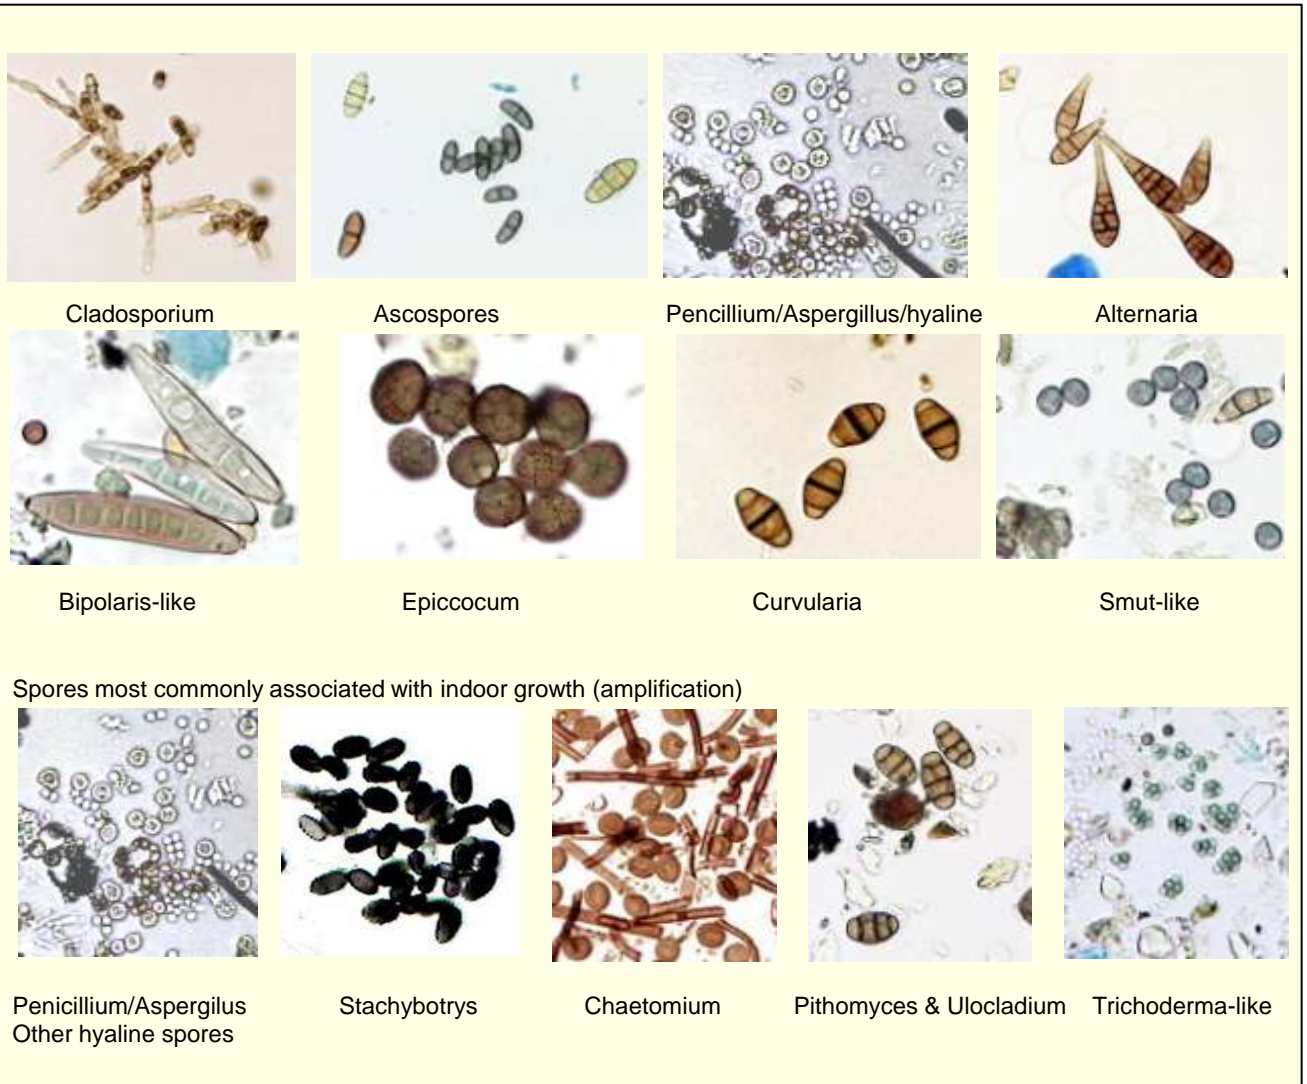 Cladosporium
Ascospores
Pencillium/Aspergillus/hyaline
Alternaria
Bipolaris-like
Epiccocum
Curvularia
Smut-like
Spores most commonly associated with indoor growth (amplification)
Penicillium/Aspergilus
Other hyaline spores
Stachybotrys
Chaetomium
Pithomyces & Ulocladium
Trichoderma-like